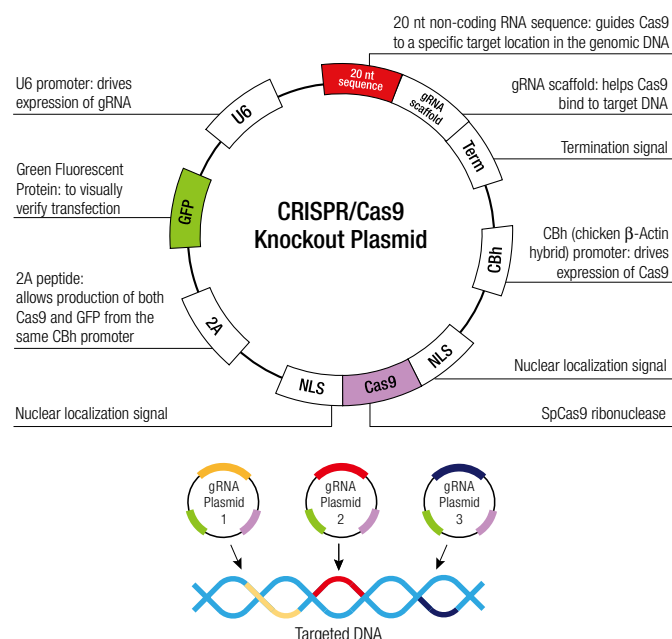 20 nt non-coding RNA sequence: guides Cas9
to a specific target location in the genomic DNA
U6 promoter: drives
expression of gRNA
20 nt
sequence
gRNA
scaffold
gRNA scaffold: helps Cas9
bind to target DNA
U6
Term
Termination signal
Green Fluorescent
Protein: to visually
verify transfection
GFP
CRISPR/Cas9
Knockout Plasmid
CBh
CBh (chicken β-Actin
hybrid) promoter: drives
expression of Cas9
2A peptide:
allows production of both
Cas9 and GFP from the
same CBh promoter
2A
NLS
Cas9
NLS
Nuclear localization signal
Nuclear localization signal
SpCas9 ribonuclease
gRNA
Plasmid
1
gRNA
Plasmid
2
gRNA
Plasmid
3
Targeted DNA